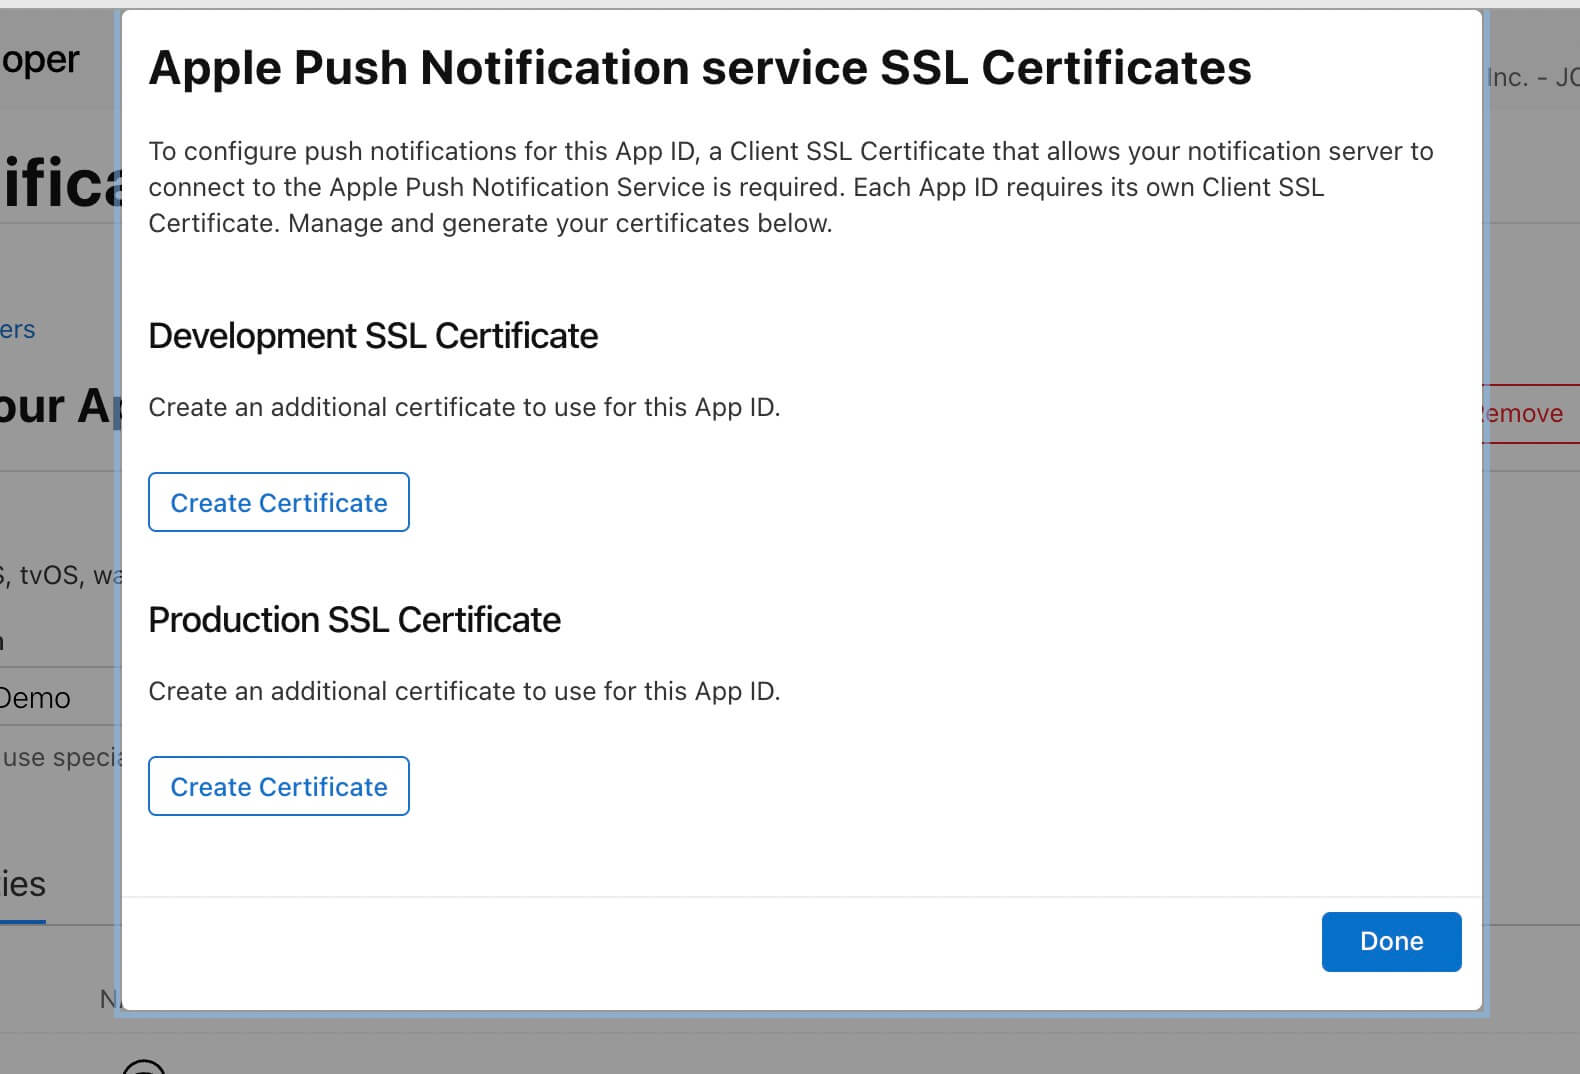 oper
Inc. - JC
ers
Remove
S, tvOS, wa
Demo
use specia
ies
Apple Push Notification service SSL Certificates
To configure push notifications for this App ID, a Client SSL Certificate that allows your notification server to
connect to the Apple Push Notification Service is required. Each App ID requires its own Client SSL
Certificate. Manage and generate your certificates below.
Development SSL Certificate
Create an additional certificate to use for this App ID.
Create Certificate
Production SSL Certificate
Create an additional certificate to use for this App ID.
Create Certificate
Done